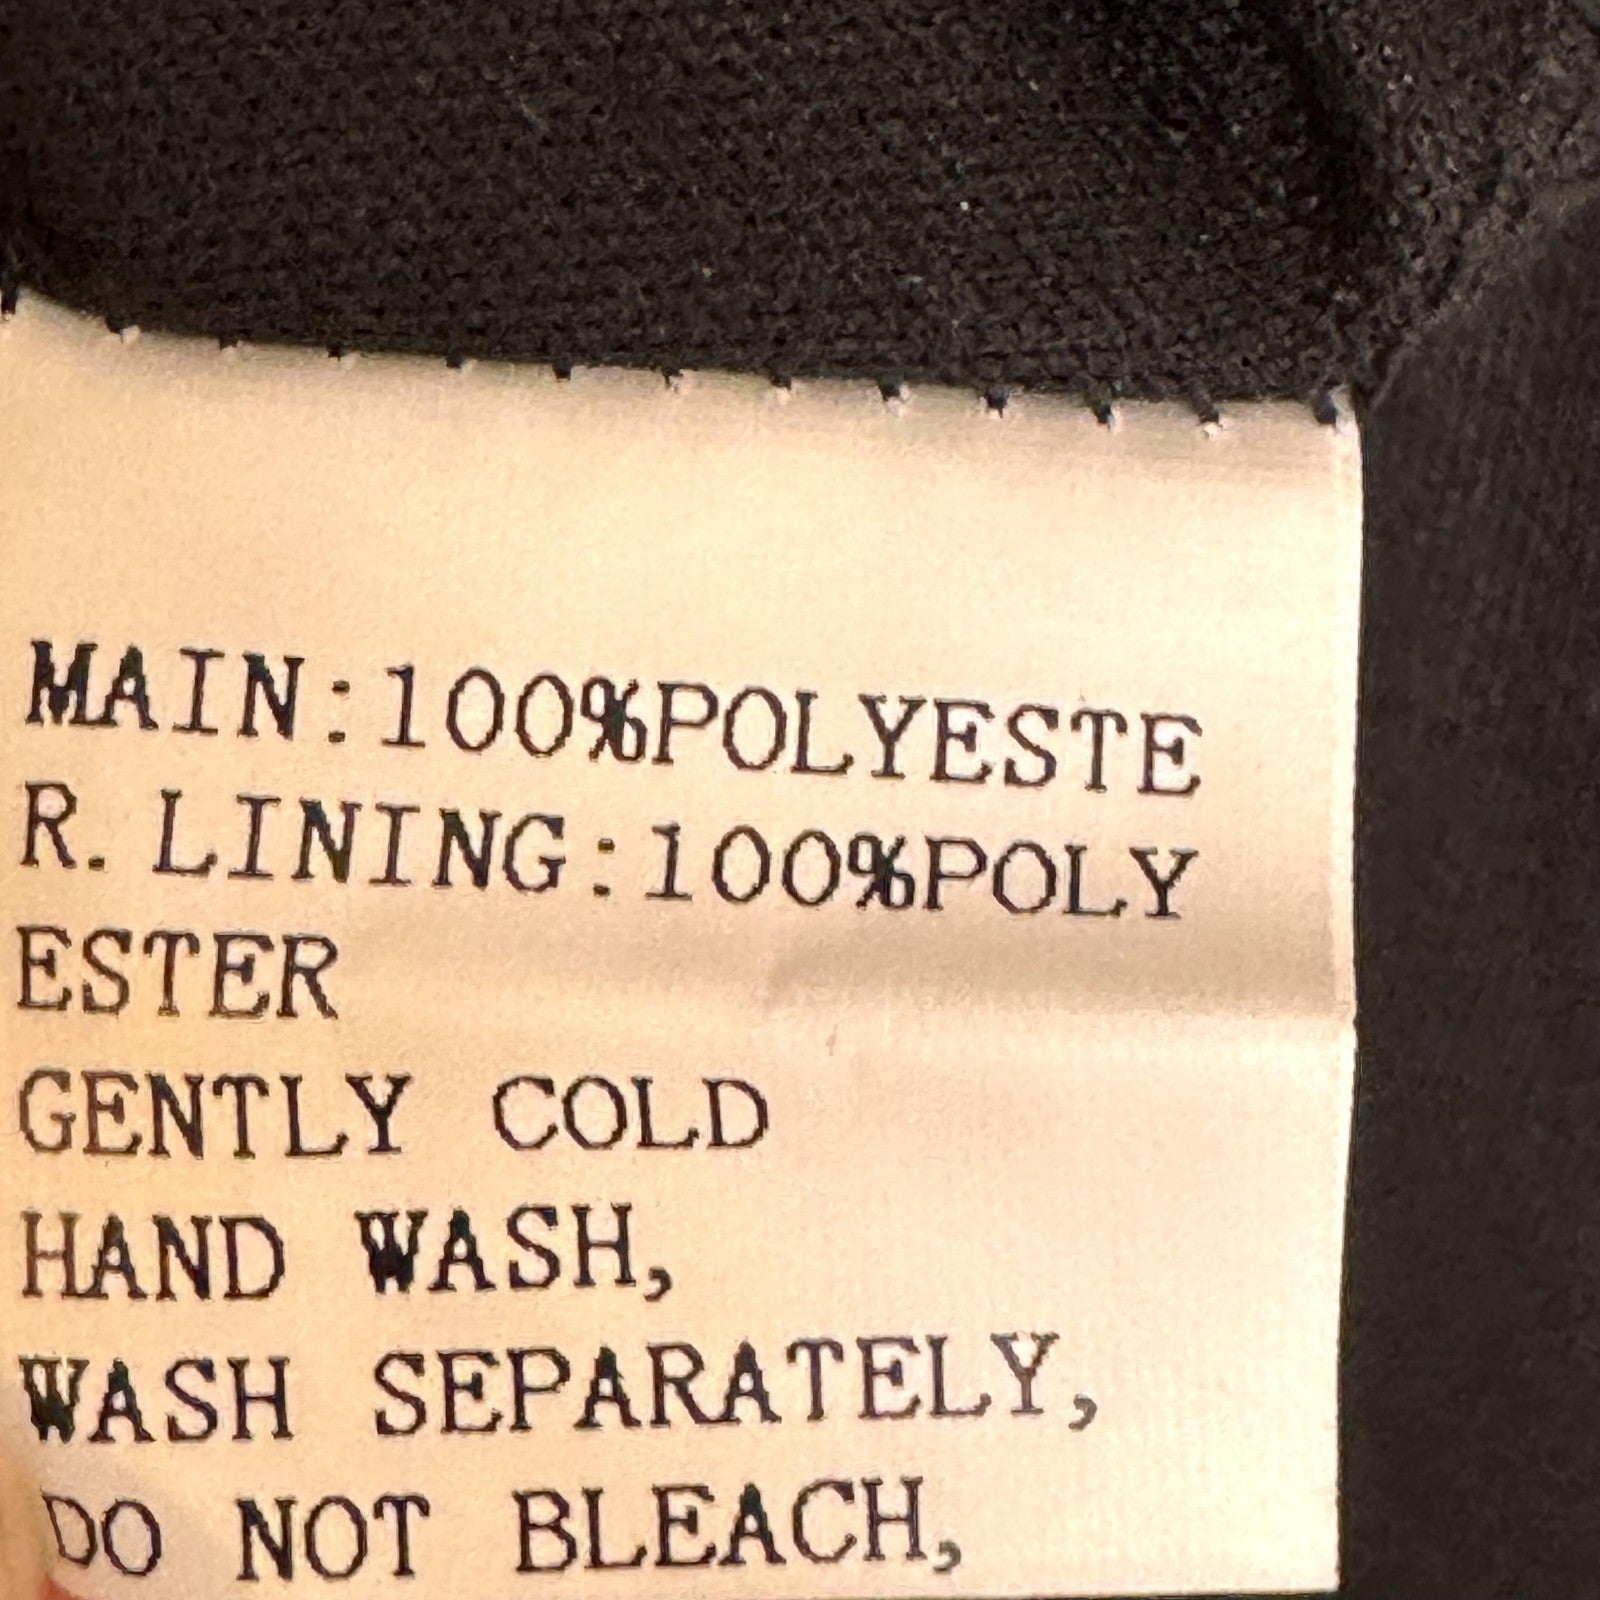 MAIN:100%POLYESTE
R. LINING:100%POLY
ESTER
GENTLY COLD
HAND WASH,
WASH SEPARATELY,
DO NOT BLEACH,